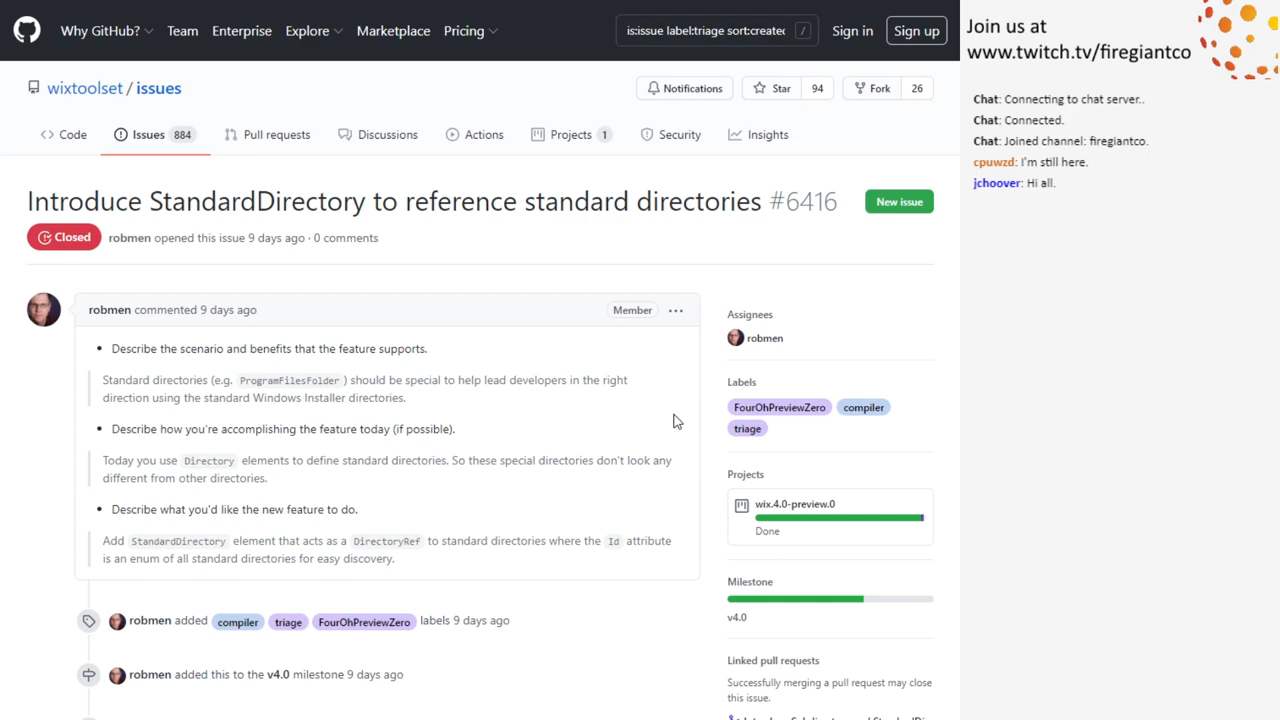 Why GitHub? Team Enterprise Explore Marketplace Pricing is:issue label:triage sort:created / Sign in Sign up
wixtoolset / issues Notifications Star 94 Fork 26
Code Issues 884 Pull requests Discussions Actions Projects 1 Security Insights
Introduce StandardDirectory to reference standard directories #6416 New issue
Closed robmen opened this issue 9 days ago · 0 comments
robmen commented 9 days ago Member ...
• Describe the scenario and benefits that the feature supports.
Standard directories (e.g. ProgramFilesFolder ) should be special to help lead developers in the right
direction using the standard Windows Installer directories.
• Describe how you're accomplishing the feature today (if possible).
Today you use Directory elements to define standard directories. So these special directories don't look any
different from other directories.
• Describe what you'd like the new feature to do.
Add StandardDirectory element that acts as a DirectoryRef to standard directories where the Id attribute
is an enum of all standard directories for easy discovery.
robmen added compiler triage FourOhPreviewZero labels 9 days ago
robmen added this to the v4.0 milestone 9 days ago
Assignees
robmen
Labels
FourOhPreviewZero compiler
triage
Projects
wix.4.0-preview.0
Done
Milestone
v4.0
Linked pull requests
Successfully merging a pull request may close
this issue.
Join us at
www.twitch.tv/firegiantco
Chat: Connecting to chat server..
Chat: Connected.
Chat: Joined channel: firegiantco.
cpuwzd: I'm still here.
jchoover: Hi all.